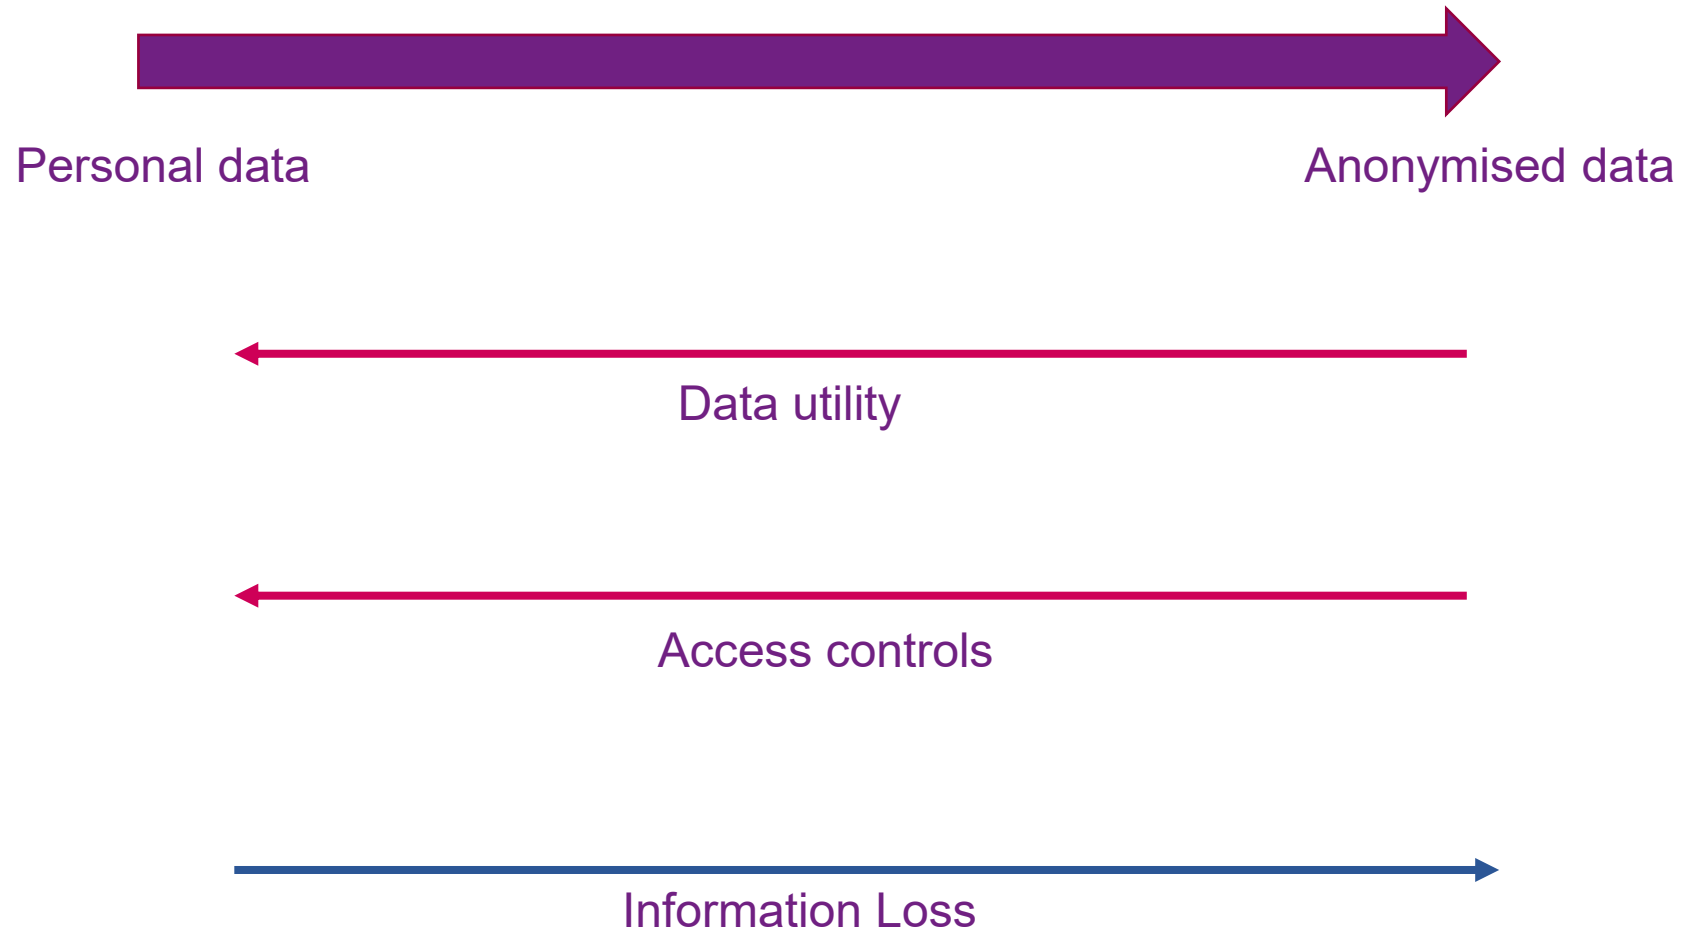 Personal data
Anonymised data
Data utility
Access controls
Information Loss